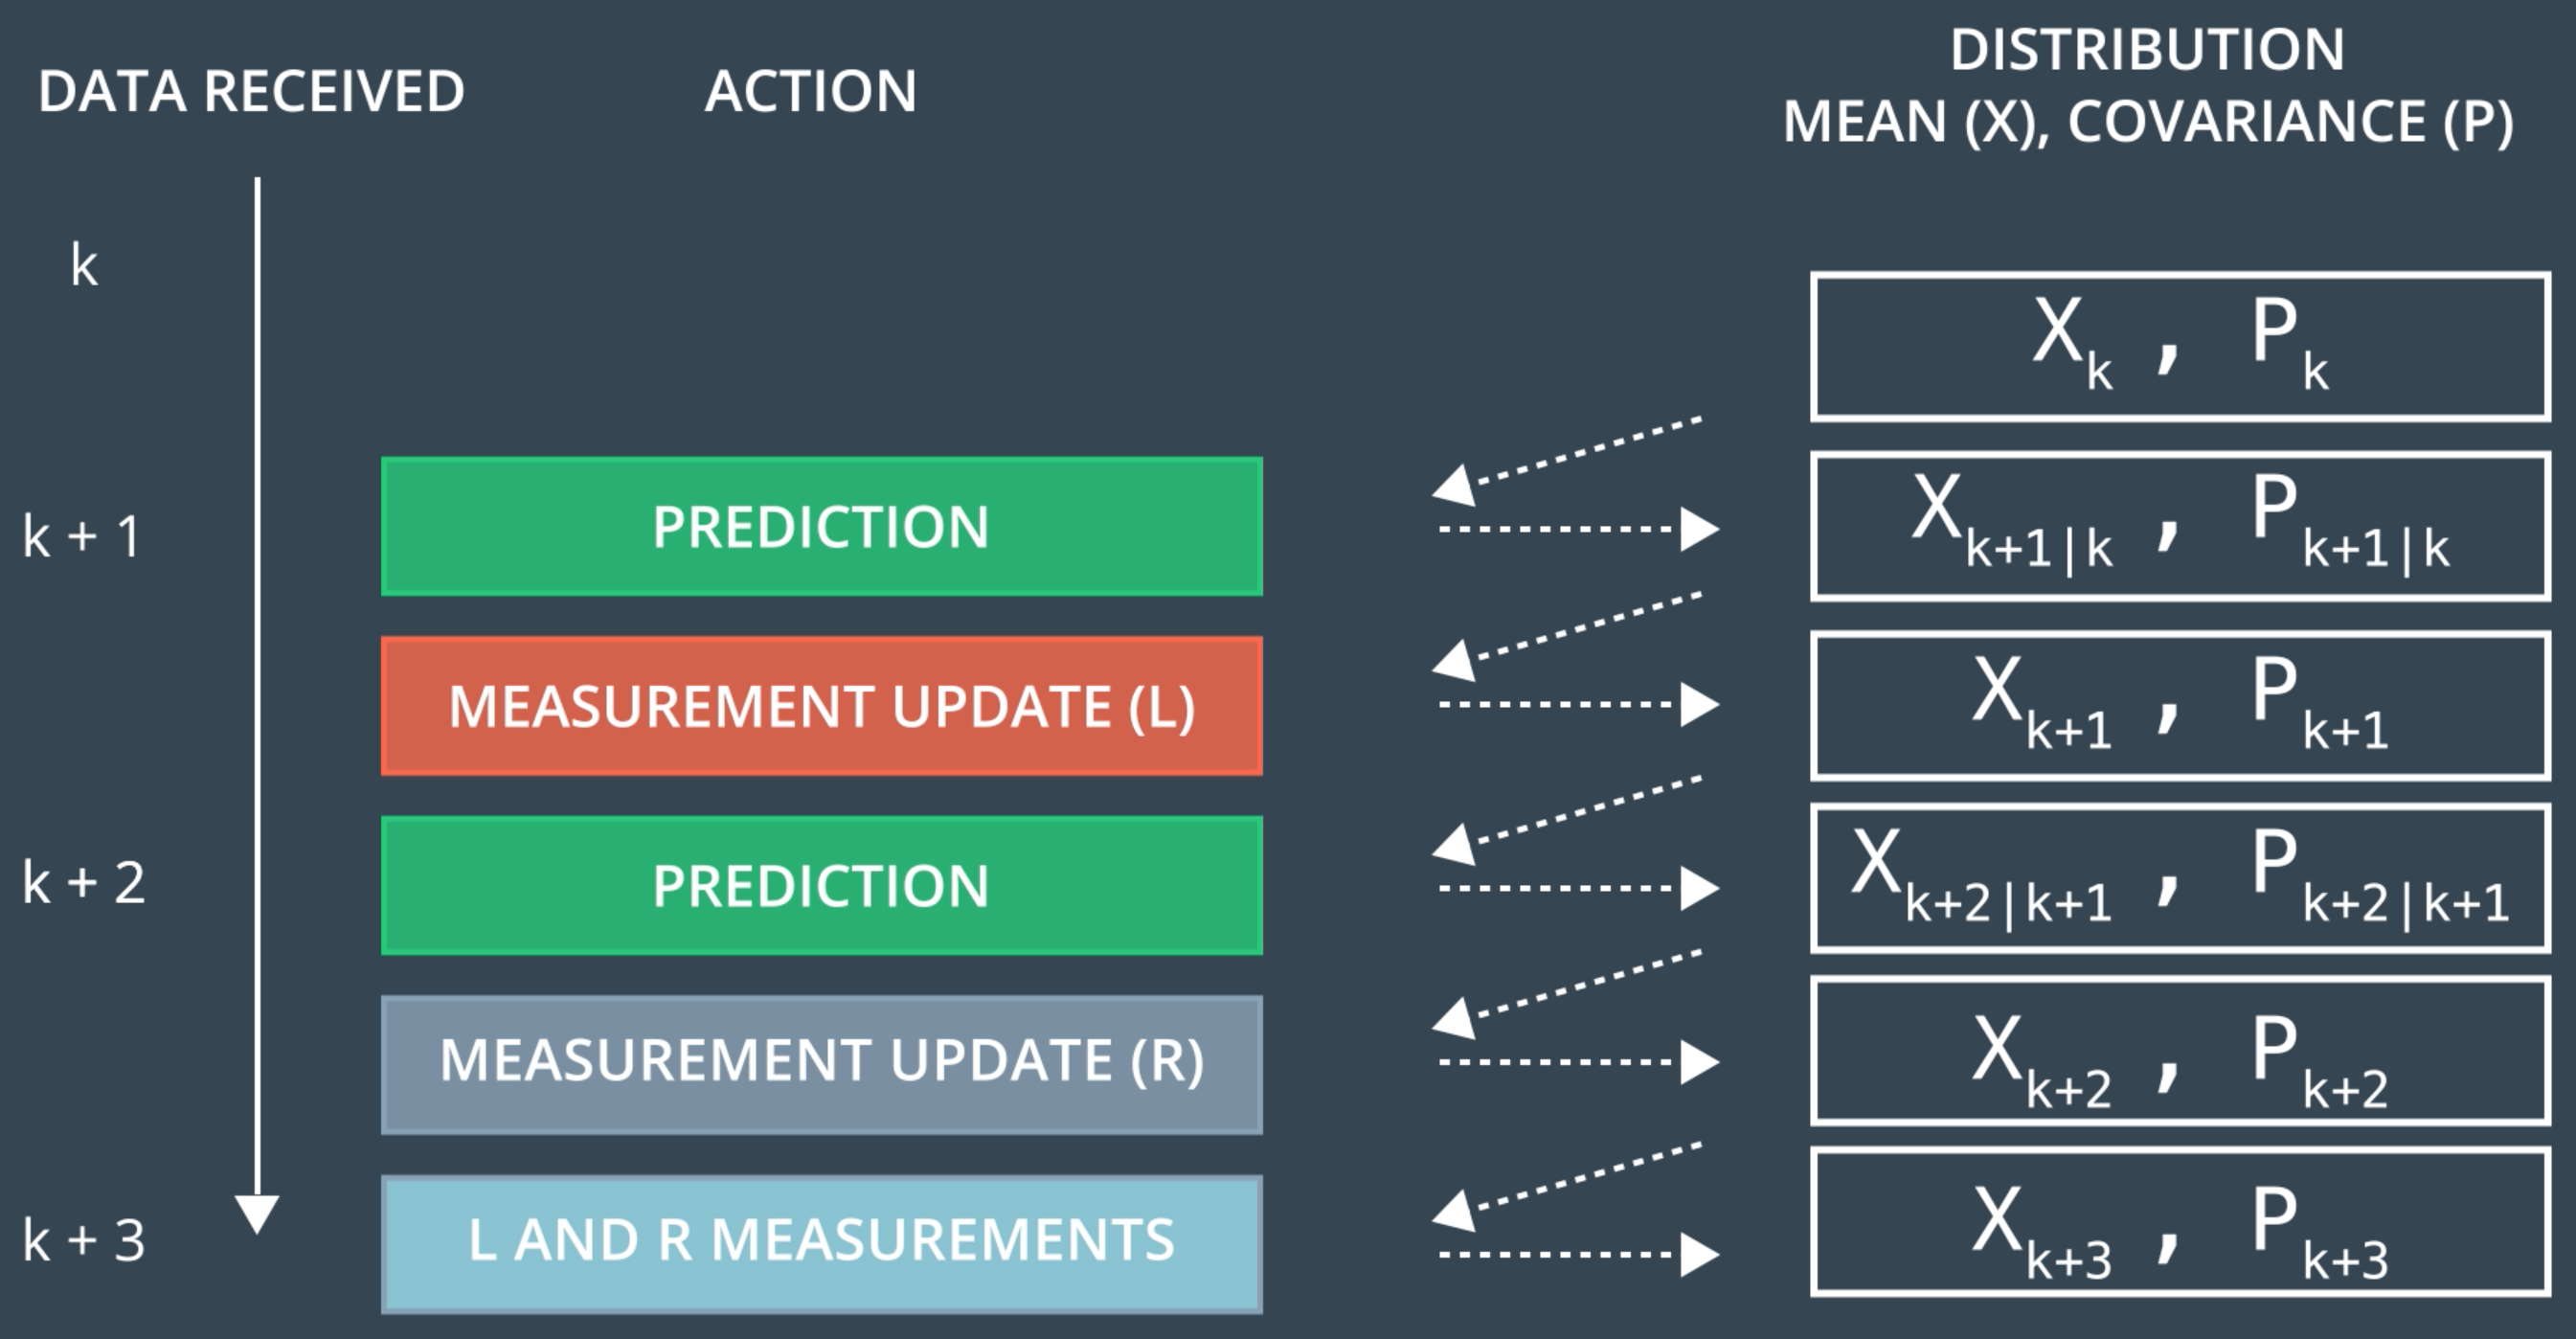 DATA RECEIVED
ACTION
DISTRIBUTION
MEAN (X), COVARIANCE (P)
k
X_k , P_k
k + 1
PREDICTION
X_{k+1|k} , P_{k+1|k}
MEASUREMENT UPDATE (L)
X_{k+1} , P_{k+1}
k + 2
PREDICTION
X_{k+2|k+1} , P_{k+2|k+1}
MEASUREMENT UPDATE (R)
X_{k+2} , P_{k+2}
k + 3
L AND R MEASUREMENTS
X_{k+3} , P_{k+3}